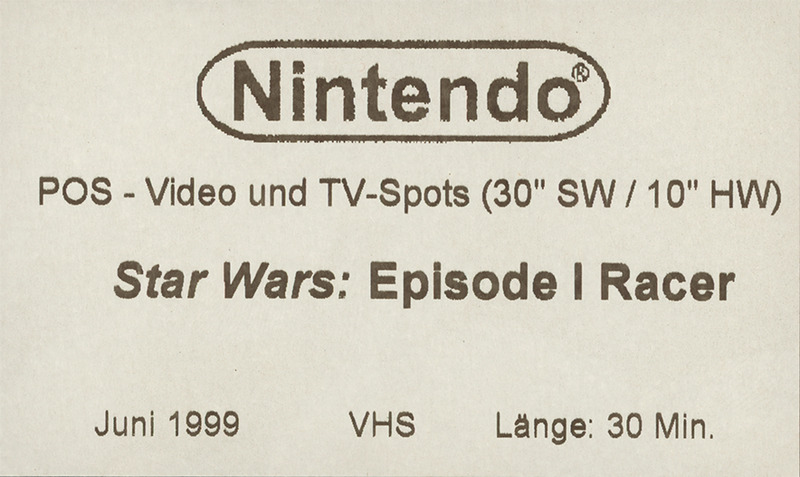 Nintendo®
POS - Video und TV-Spots (30" SW / 10" HW)
Star Wars: Episode I Racer
Juni 1999 VHS Länge: 30 Min.